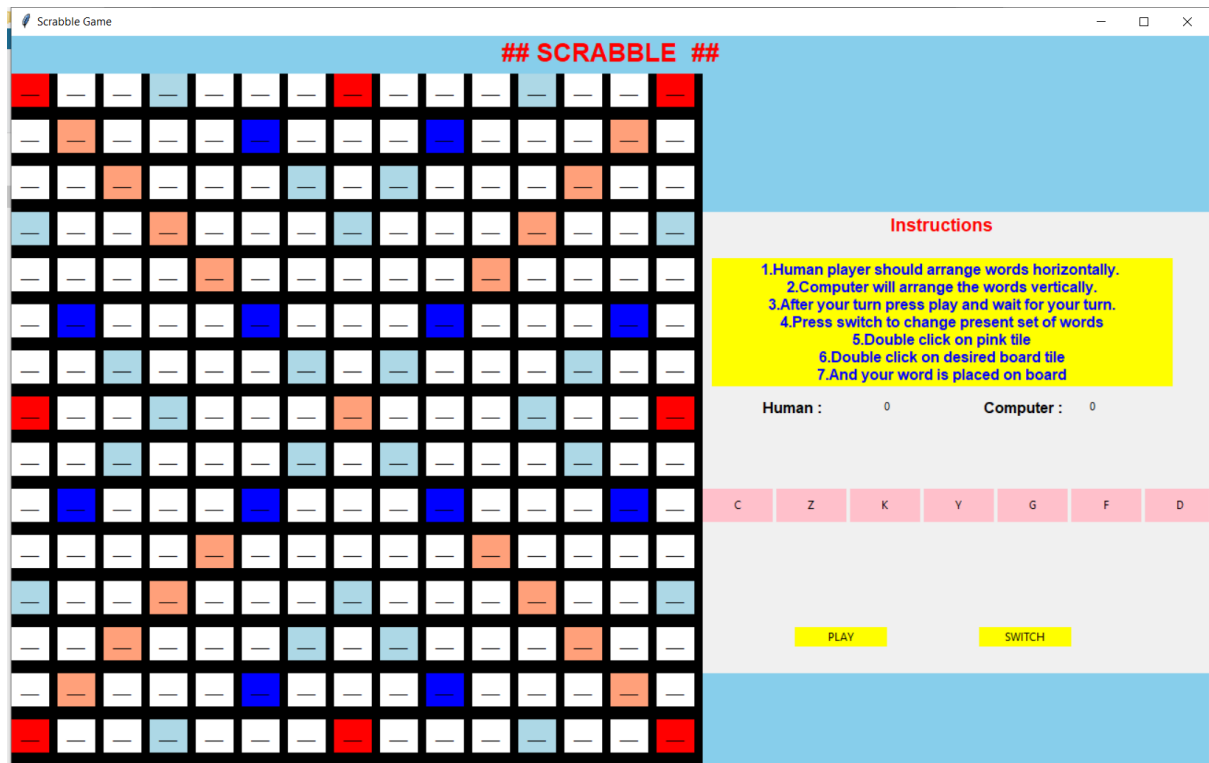 Scrabble Game
## SCRABBLE ##
Instructions
1.Human player should arrange words horizontally.
2.Computer will arrange the words vertically.
3.After your turn press play and wait for your turn.
4.Press switch to change present set of words
5.Double click on pink tile
6.Double click on desired board tile
7.And your word is placed on board
Human : 0 Computer : 0
C Z K Y G F D
PLAY SWITCH